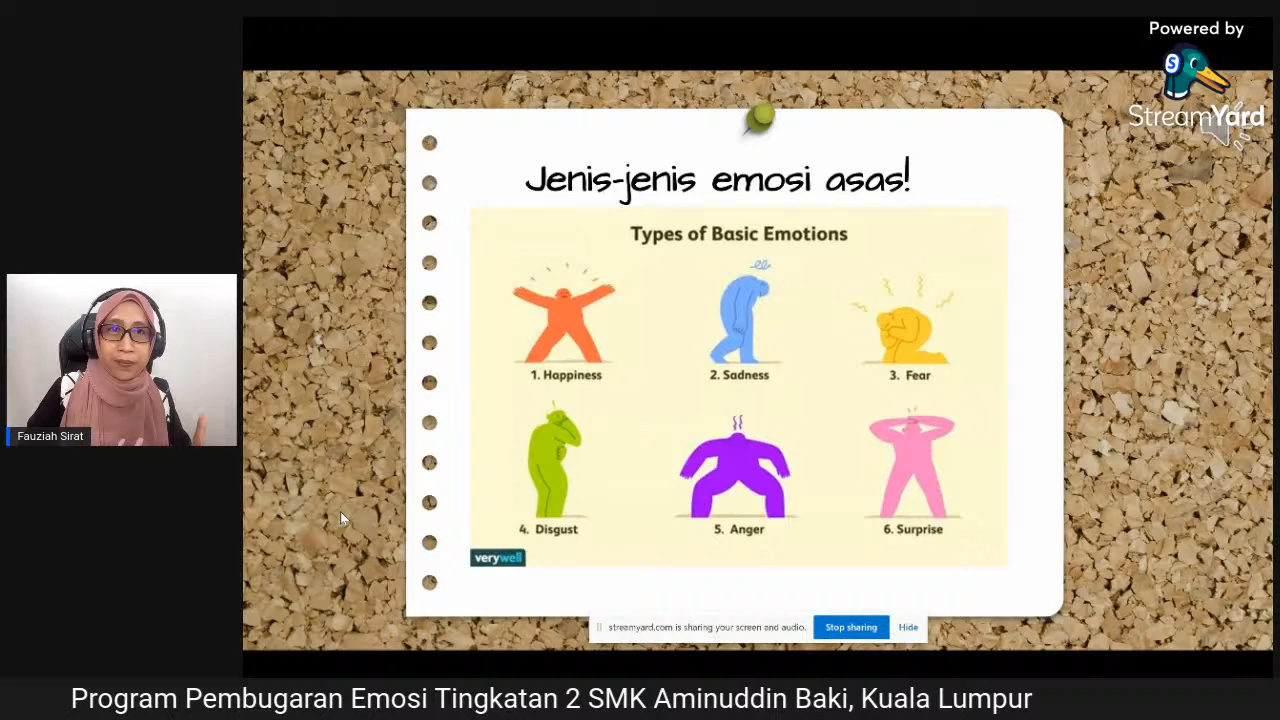 Powered by
StreamYard
Jenis-jenis emosi asas!
Types of Basic Emotions
1. Happiness
2. Sadness
3. Fear
4. Disgust
5. Anger
6. Surprise
verywell
Fauziah Sirat
streamyard.com is sharing your screen and audio.
Stop sharing
Hide
Program Pembugaran Emosi Tingkatan 2 SMK Aminuddin Baki, Kuala Lumpur